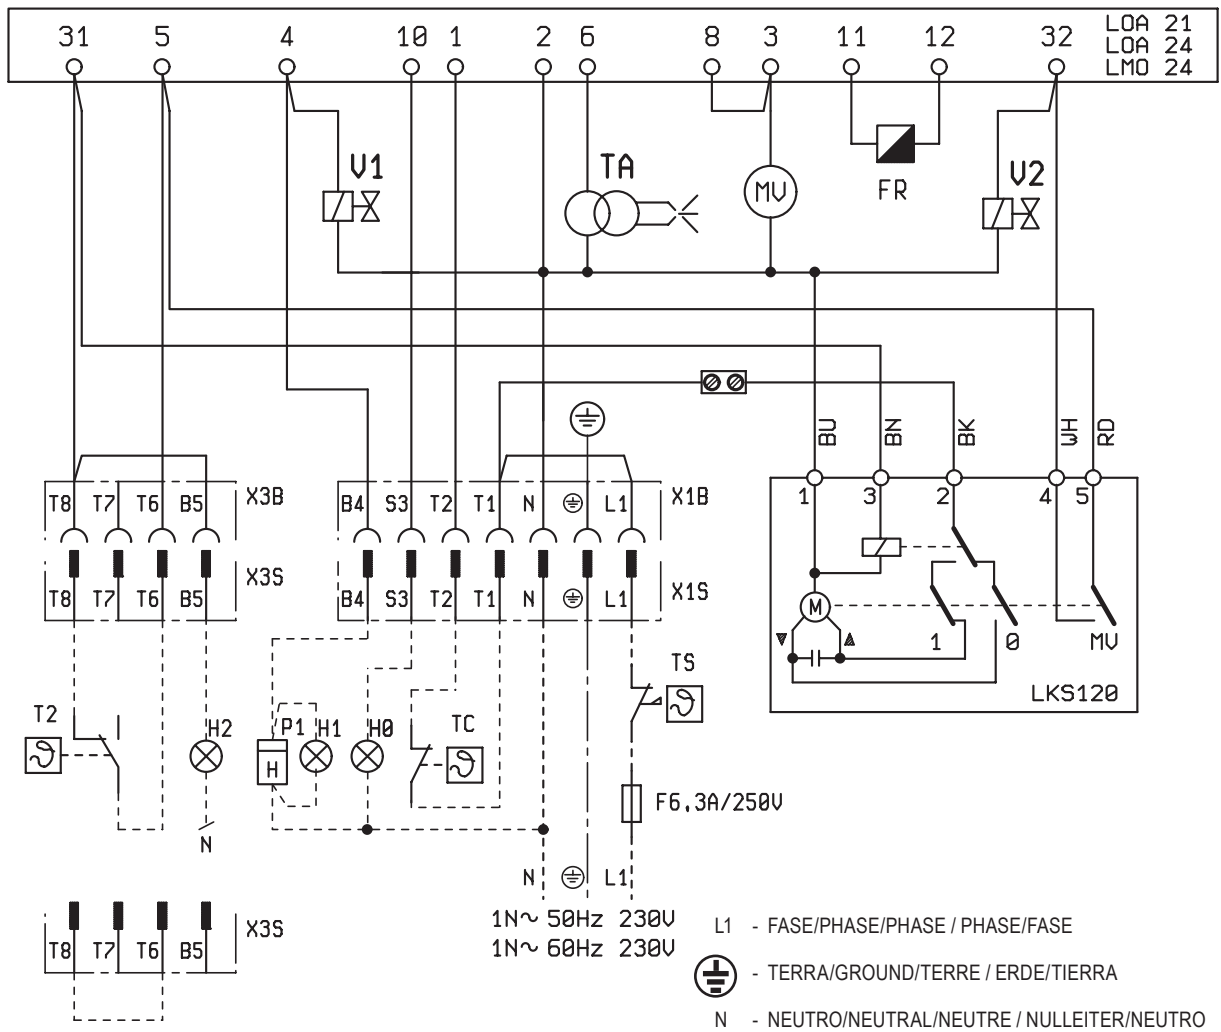 31 5 4 10 1 2 6 8 3 11 12 32
LOA 21
LOA 24
LMO 24
V1
TA
MV
FR
V2
BU BN BK WH RD
T8 T7 T6 B5 X3B
B4 S3 T2 T1 N L1 X1B
1 3 2 4 5
T8 T7 T6 B5 X3S
B4 S3 T2 T1 N L1 X1S
M
1 0 MV
LKS120
T2
H2
N
P1
H
H1
H0
TC
TS
F6,3A/250V
N L1
1N~ 50Hz 230V
1N~ 60Hz 230V
T8 T7 T6 B5 X3S
L1 - FASE/PHASE/PHASE / PHASE/FASE
- TERRA/GROUND/TERRE / ERDE/TIERRA
N - NEUTRO/NEUTRAL/NEUTRE / NULLEITER/NEUTRO